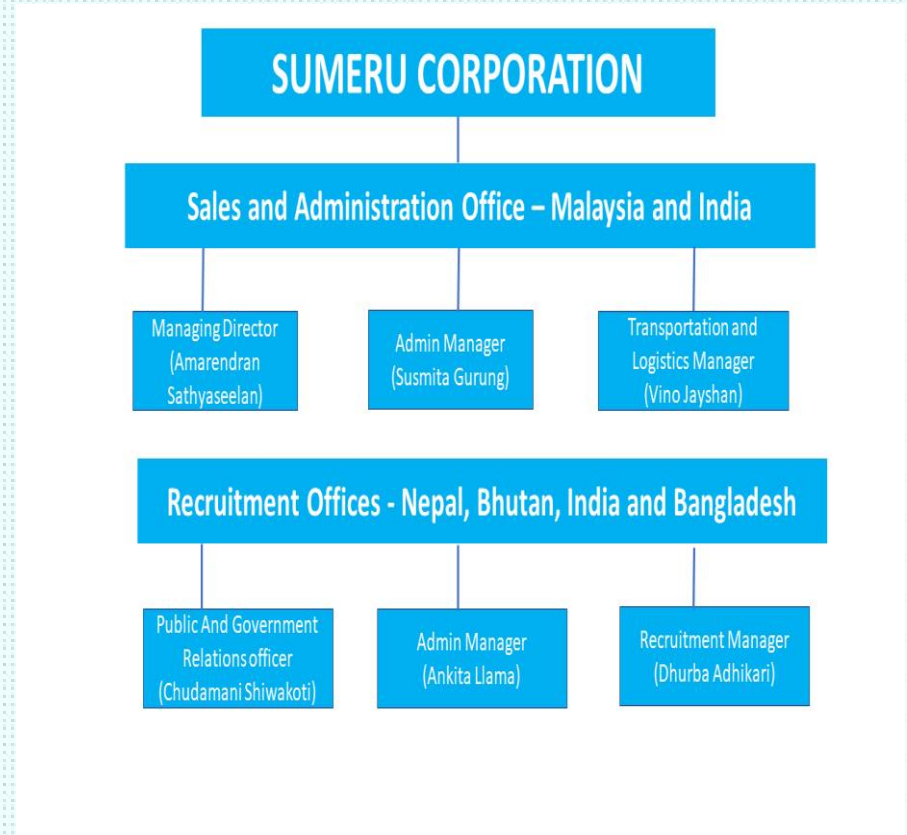 SUMERU CORPORATION
Sales and Administration Office – Malaysia and India
Managing Director
(Amarendran
Sathyaseelan)
Admin Manager
(Susmita Gurung)
Transportation and
Logistics Manager
(Vino Jayshan)
Recruitment Offices - Nepal, Bhutan, India and Bangladesh
Public And Government
Relations officer
(Chudamani Shiwakoti)
Admin Manager
(Ankita Llama)
Recruitment Manager
(Dhurba Adhikari)